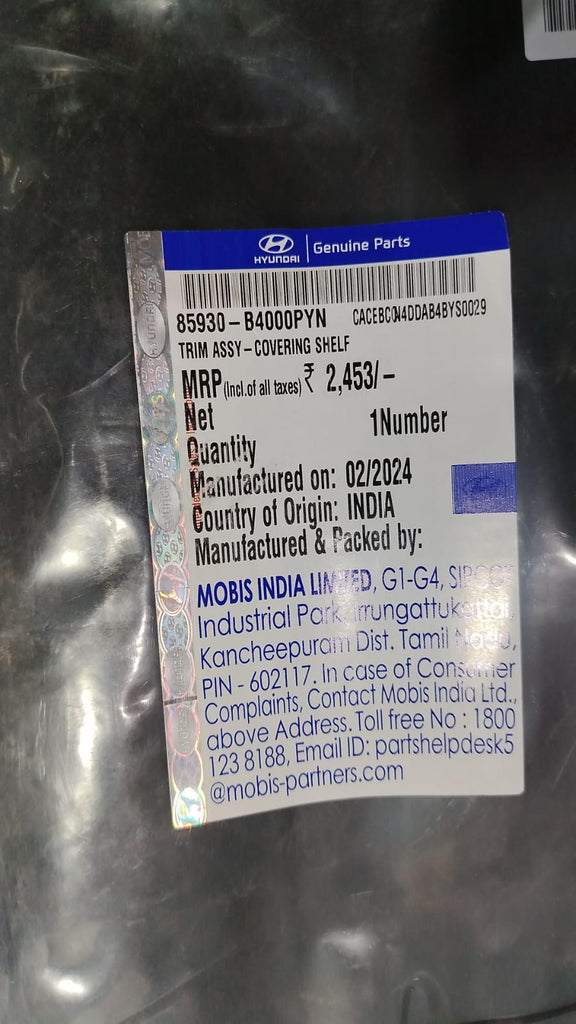 HYUNDAI
Genuine Parts
85930-B4000PYN
TRIM ASSY-COVERING SHELF
MRP(Incl.of all taxes) ₹ 2,453/-
Net
Quantity
1Number
Manufactured on: 02/2024
Country of Origin: INDIA
Manufactured & Packed by:
MOBIS INDIA LIMITED, G1-G4, SIPCOT
Industrial Park, Irrungattukottai,
Kancheepuram Dist. Tamil Nadu,
PIN - 602117. In case of Consumer
Complaints, Contact Mobis India Ltd.,
above Address. Toll free No : 1800
123 8188, Email ID: partshelpdesk5
@mobis-partners.com